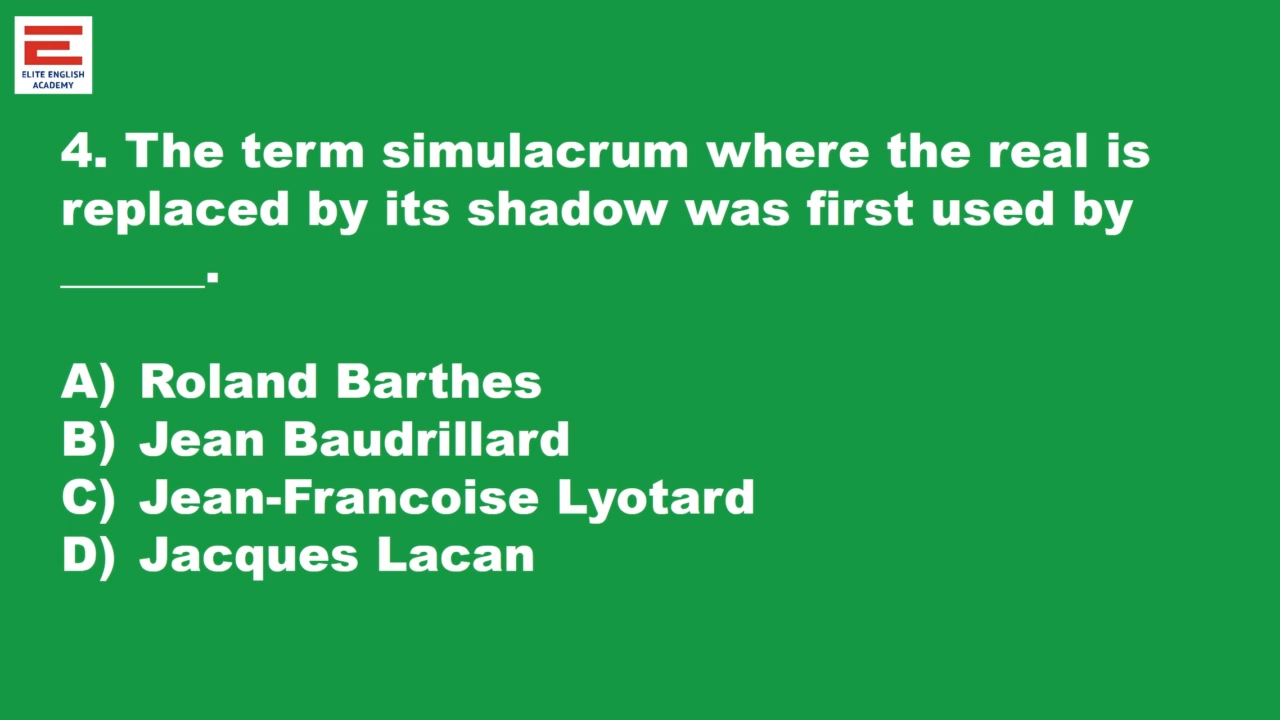 ELITE ENGLISH
ACADEMY
4. The term simulacrum where the real is
replaced by its shadow was first used by
______.
A) Roland Barthes
B) Jean Baudrillard
C) Jean-Francoise Lyotard
D) Jacques Lacan